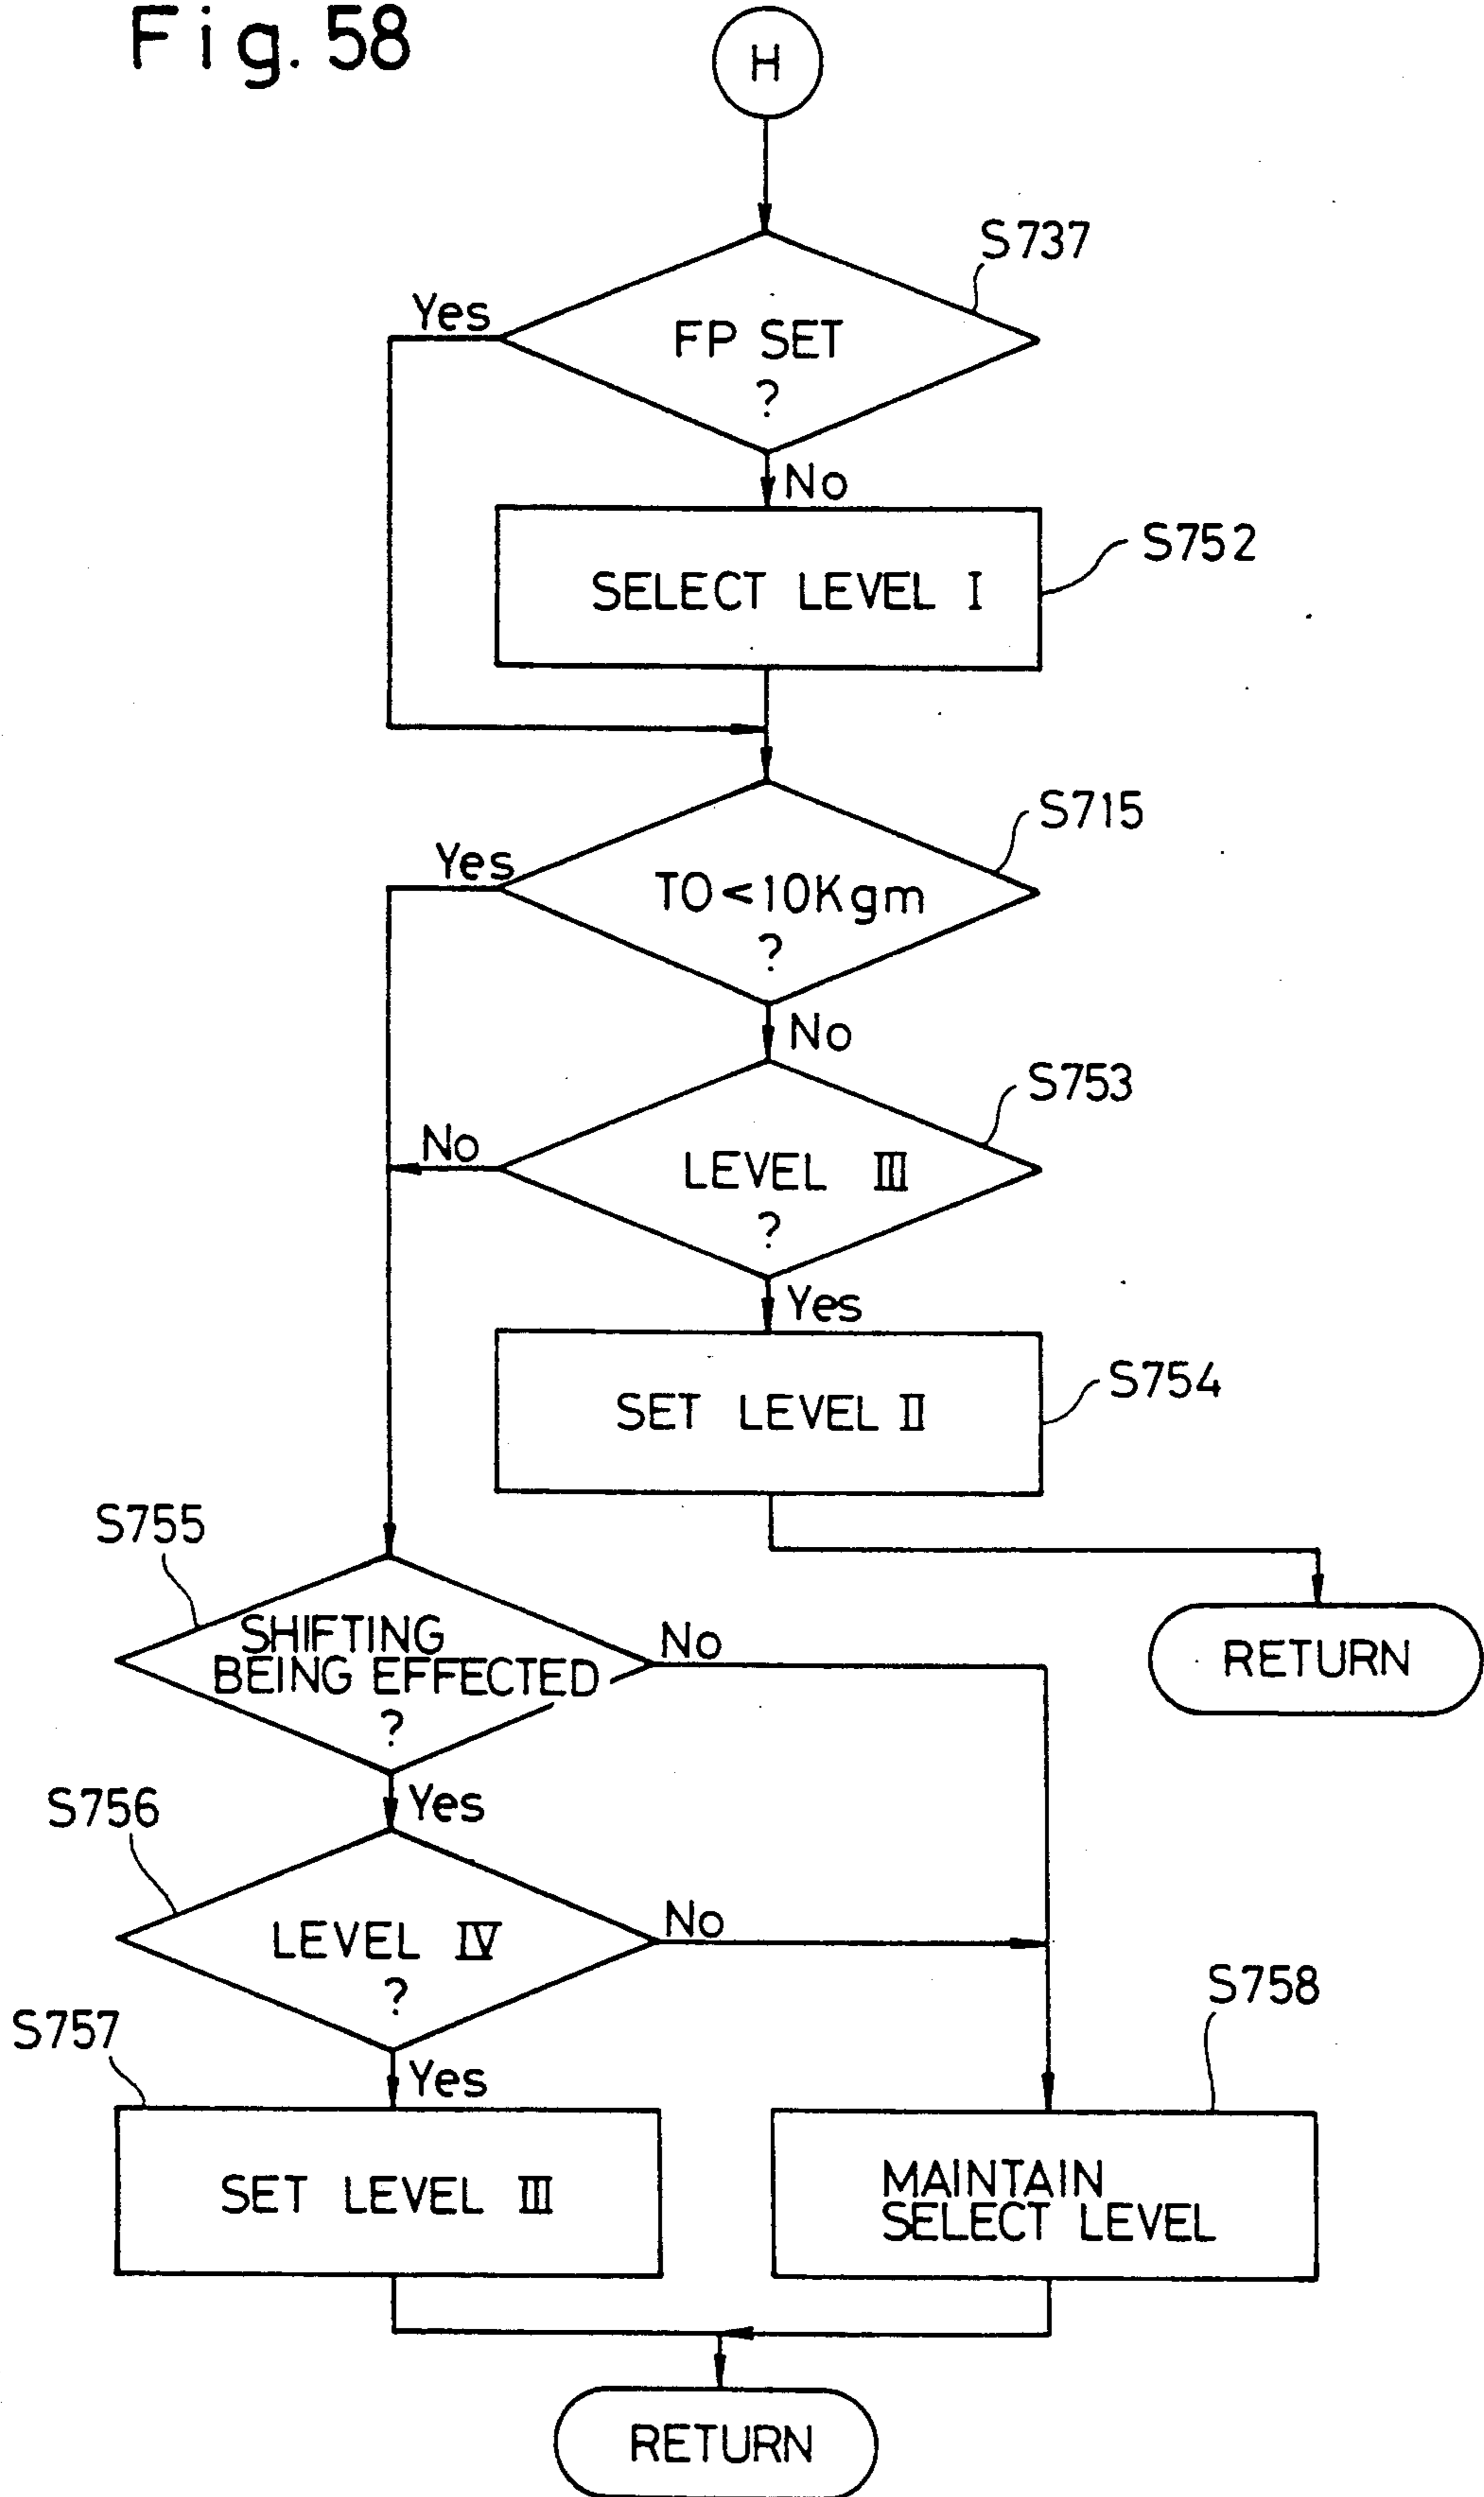 Fig. 58
H
S737
Yes
FP SET
?
No
S752
SELECT LEVEL I
S715
Yes
TO<10Kgm
?
No
S753
No
LEVEL III
?
Yes
S754
SET LEVEL II
S755
SHIFTING
BEING EFFECTED
?
No
RETURN
Yes
S756
LEVEL IV
?
No
S758
S757
Yes
SET LEVEL III
MAINTAIN
SELECT LEVEL
RETURN